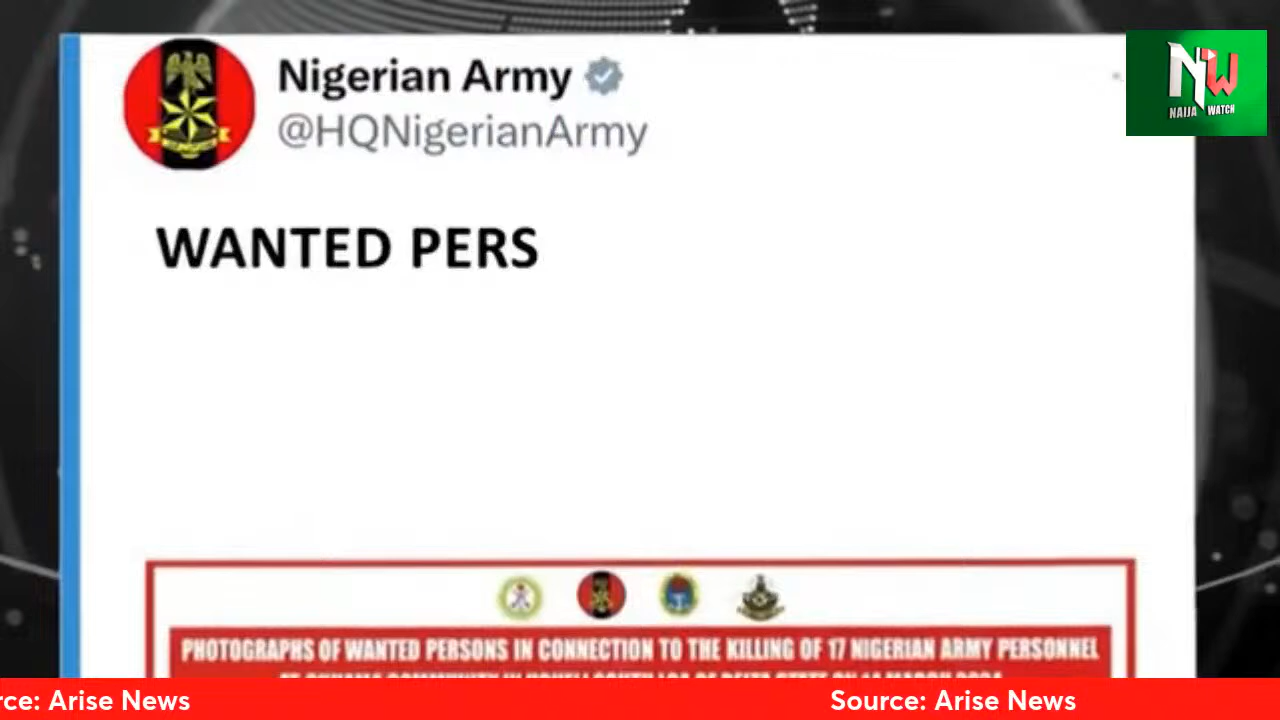 Nigerian Army
@HQNigerianArmy
NW
NAIJA WATCH
WANTED PERS
PHOTOGRAPHS OF WANTED PERSONS IN CONNECTION TO THE KILLING OF 17 NIGERIAN ARMY PERSONNEL
rce: Arise News
Source: Arise News